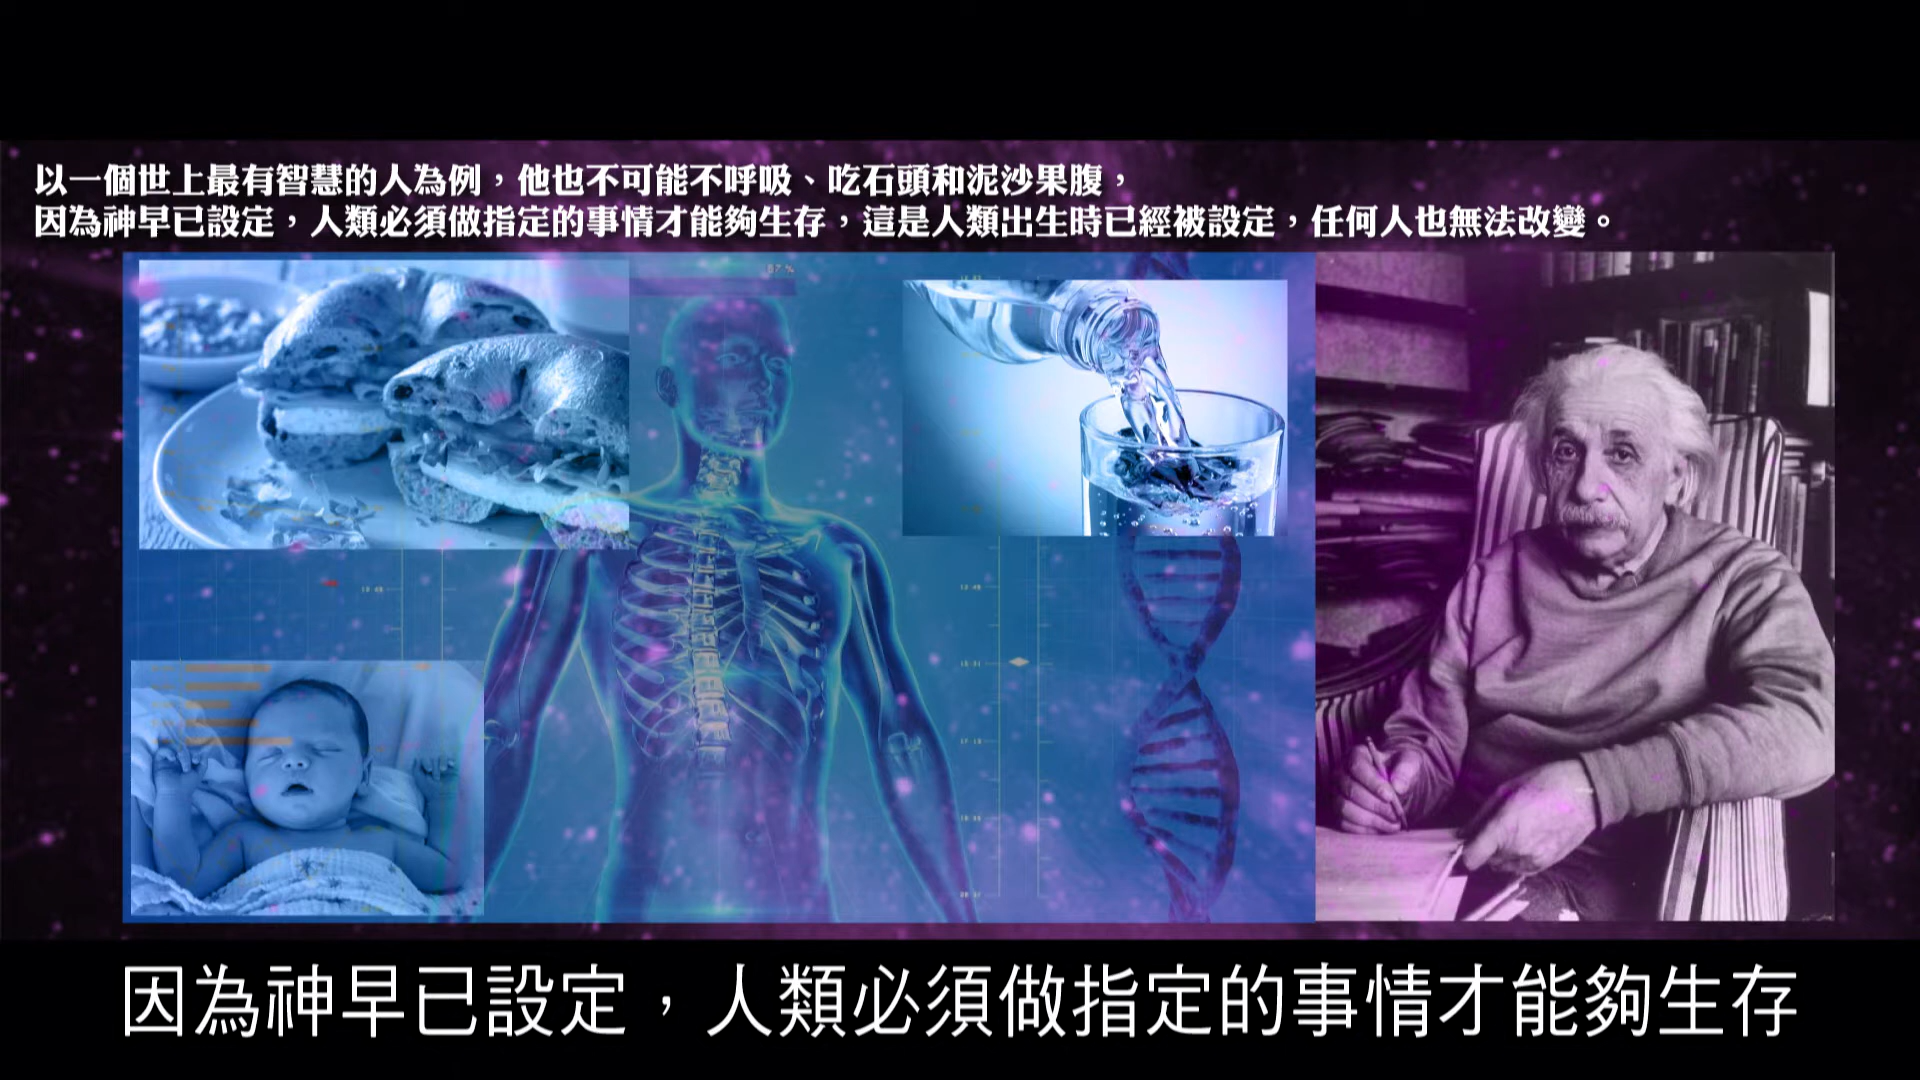 以一個世上最有智慧的人為例，他也不可能不呼吸、吃石頭和泥沙果腹，
因為神早已設定，人類必須做指定的事情才能夠生存，這是人類出生時已經被設定，任何人也無法改變。
67 %
因為神早已設定，人類必須做指定的事情才能夠生存